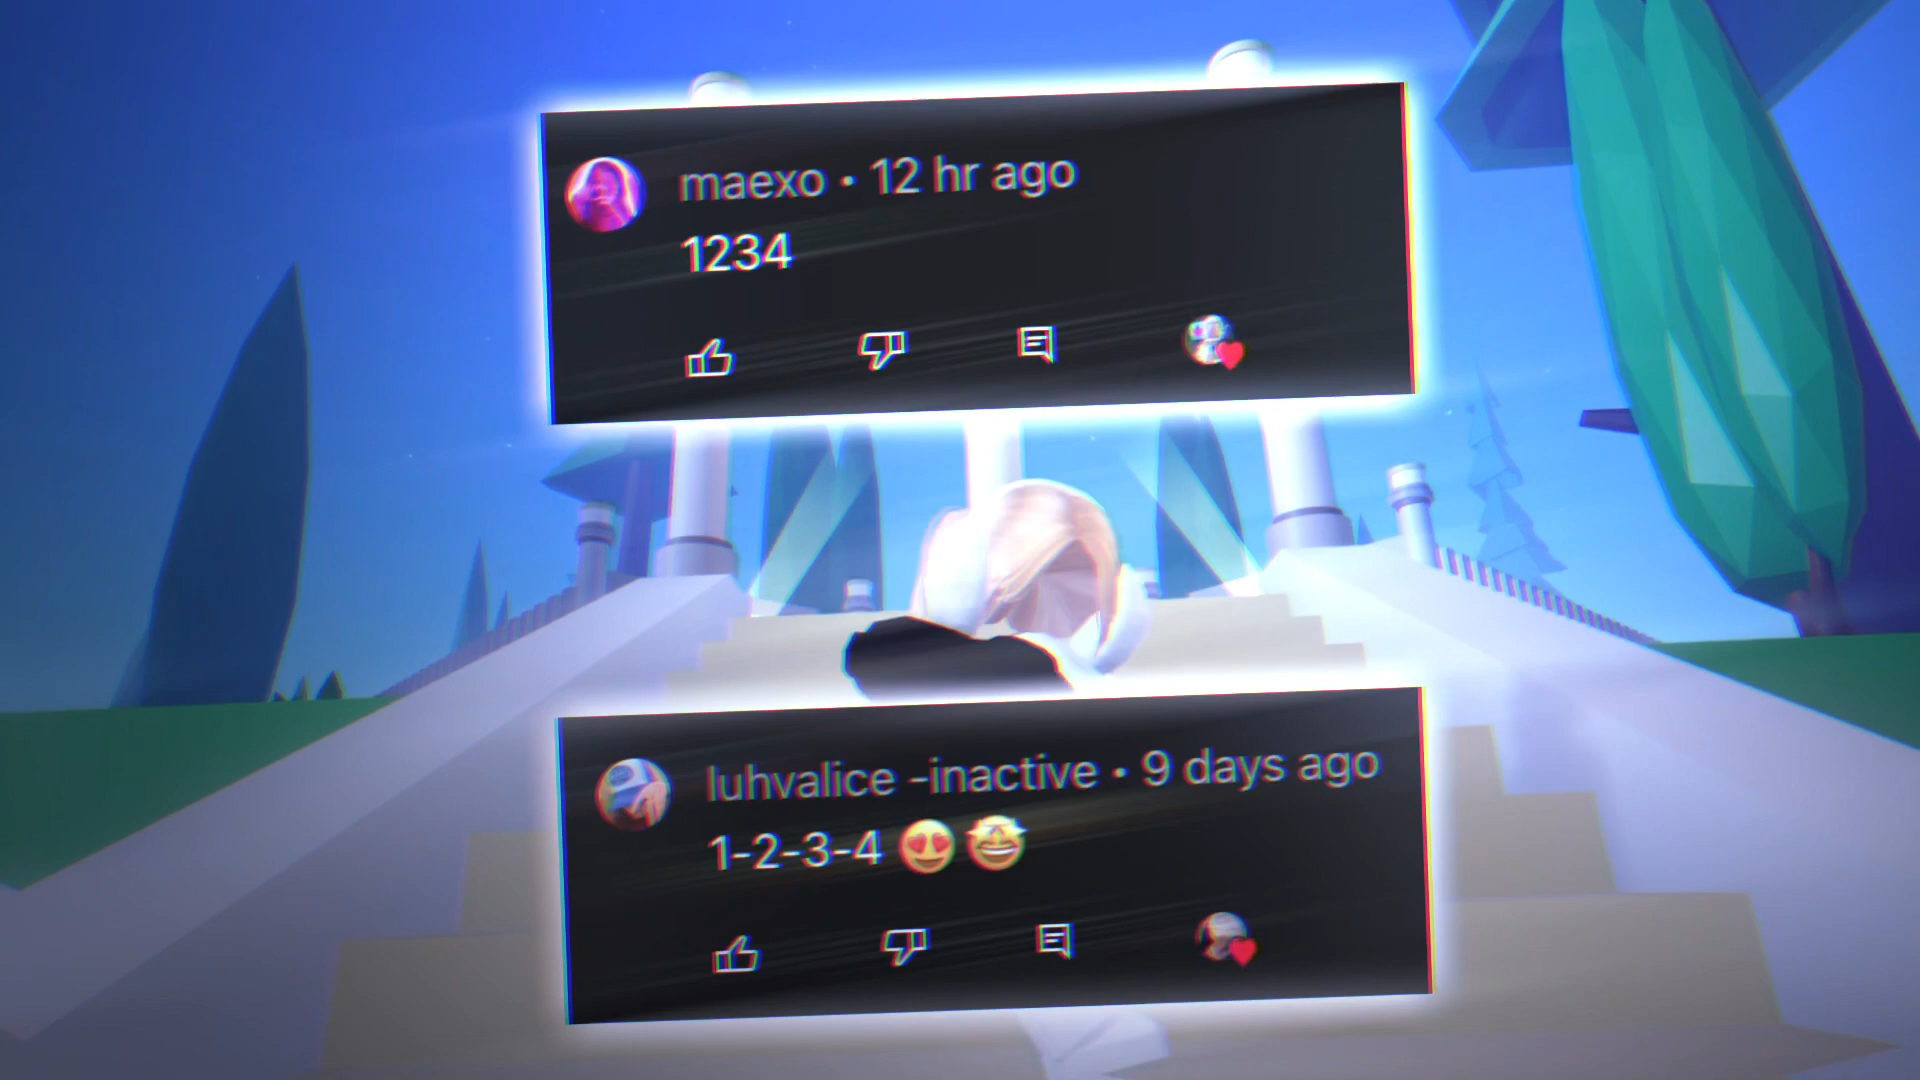 maexo • 12 hr ago
1234
luhvalice -inactive • 9 days ago
1-2-3-4 😍 🤩